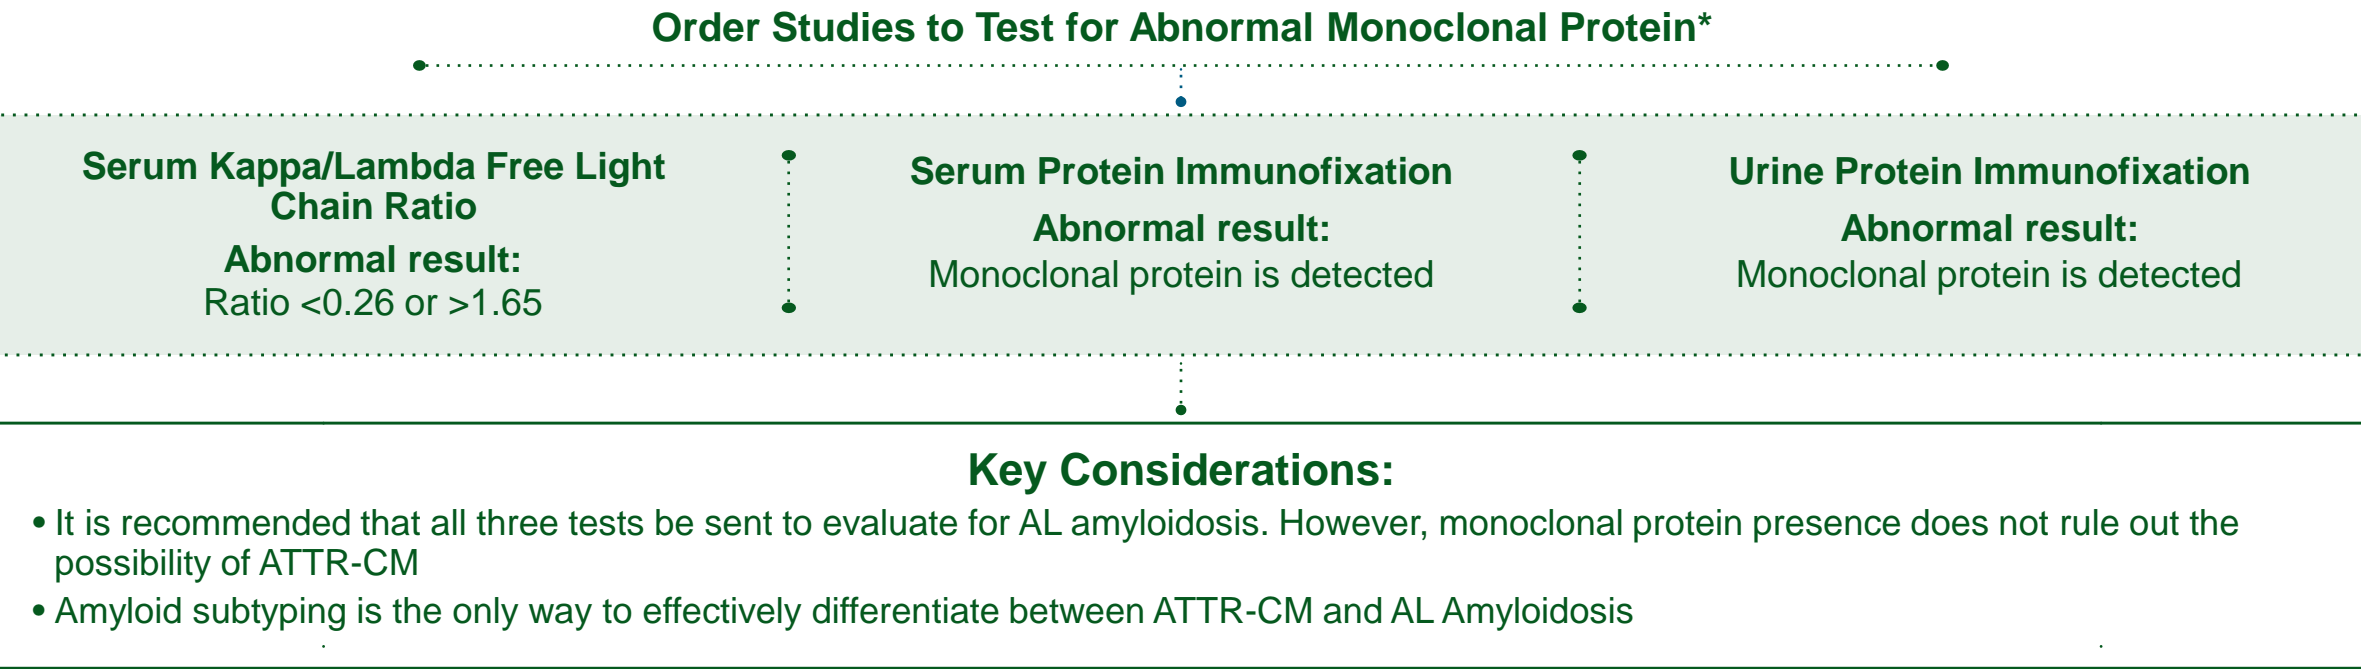 Order Studies to Test for Abnormal Monoclonal Protein*
Serum Kappa/Lambda Free Light
Chain Ratio
Abnormal result:
Ratio <0.26 or >1.65
Serum Protein Immunofixation
Abnormal result:
Monoclonal protein is detected
Urine Protein Immunofixation
Abnormal result:
Monoclonal protein is detected
Key Considerations:
• It is recommended that all three tests be sent to evaluate for AL amyloidosis. However, monoclonal protein presence does not rule out the
possibility of ATTR-CM
• Amyloid subtyping is the only way to effectively differentiate between ATTR-CM and AL Amyloidosis